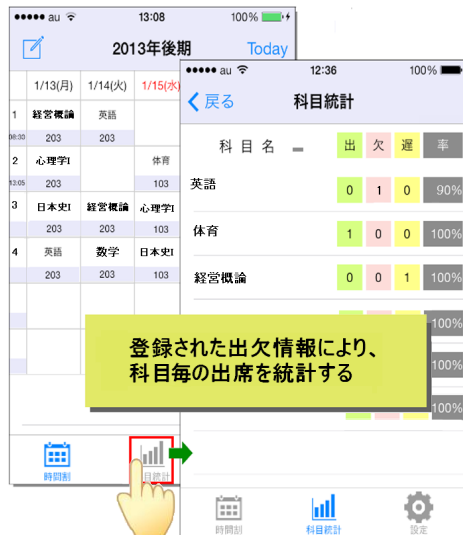 au 13:08 100%
2013年後期 Today
1/13(月) 1/14(火) 1/15(水)
1 経営概論 英語
08:30 203 203
2 心理学I 体育
13:05 203 103
3 日本史I 経営概論 心理学I
203 203 103
4 英語 数学 日本史I
203 203 103
時間割
目統計
au 12:36 100%
戻る 科目統計
科目名 出 欠 遅 率
英語 0 1 0 90%
体育 1 0 0 100%
経営概論 0 0 1 100%
100%
100%
100%
登録された出欠情報により、
科目毎の出席を統計する
時間割 科目統計 設定